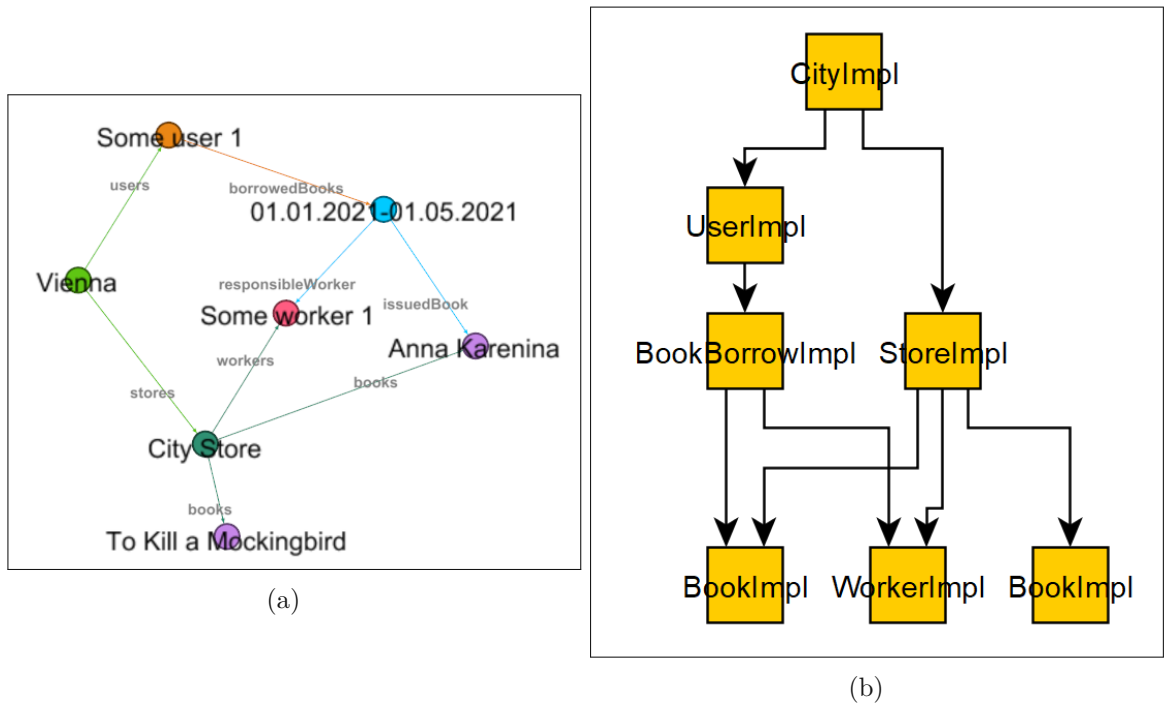 Some user 1
users
borrowedBooks
01.01.2021-01.05.2021
Vienna
responsibleWorker
issuedBook
Some worker 1
Anna Karenina
workers
books
stores
City Store
books
To Kill a Mockingbird
(a)
CityImpl
UserImpl
BookBorrowImpl
StoreImpl
BookImpl
WorkerImpl
BookImpl
(b)